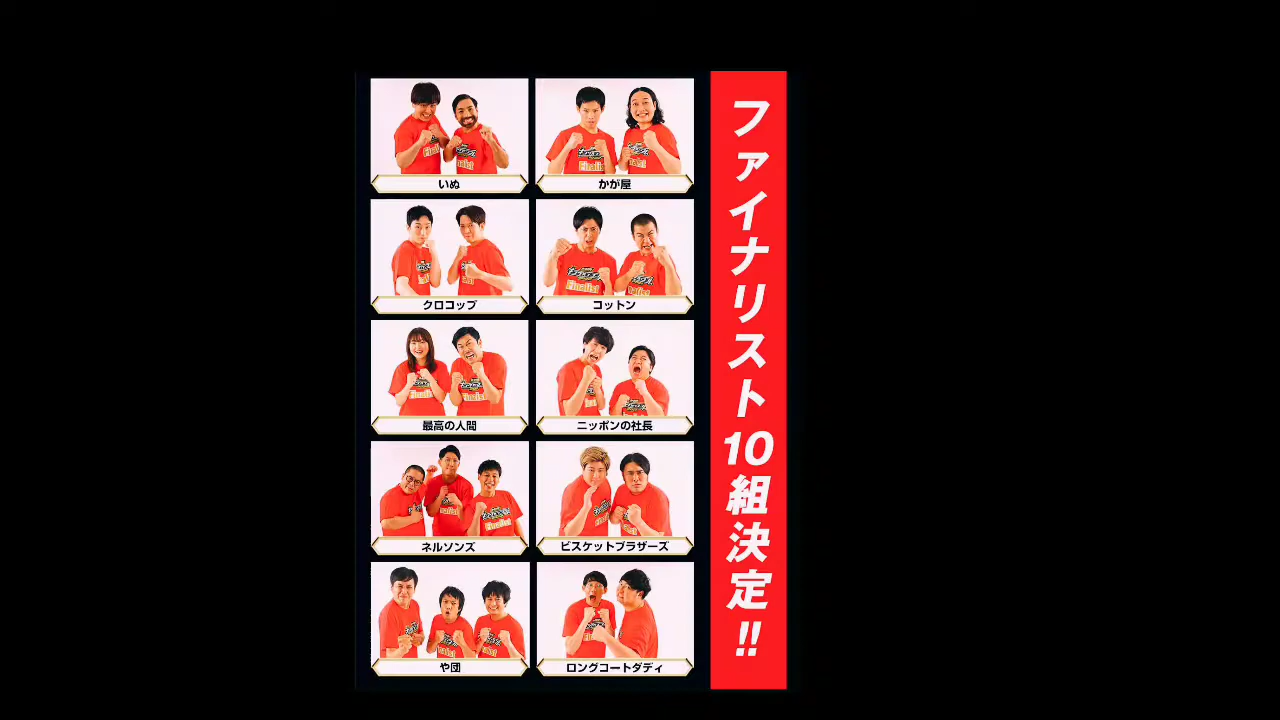 いぬ
かが屋
クロコップ
コットン
最高の人間
ニッポンの社長
ネルソンズ
ビスケットブラザーズ
や団
ロングコートダディ
ファイナリスト10組決定!!